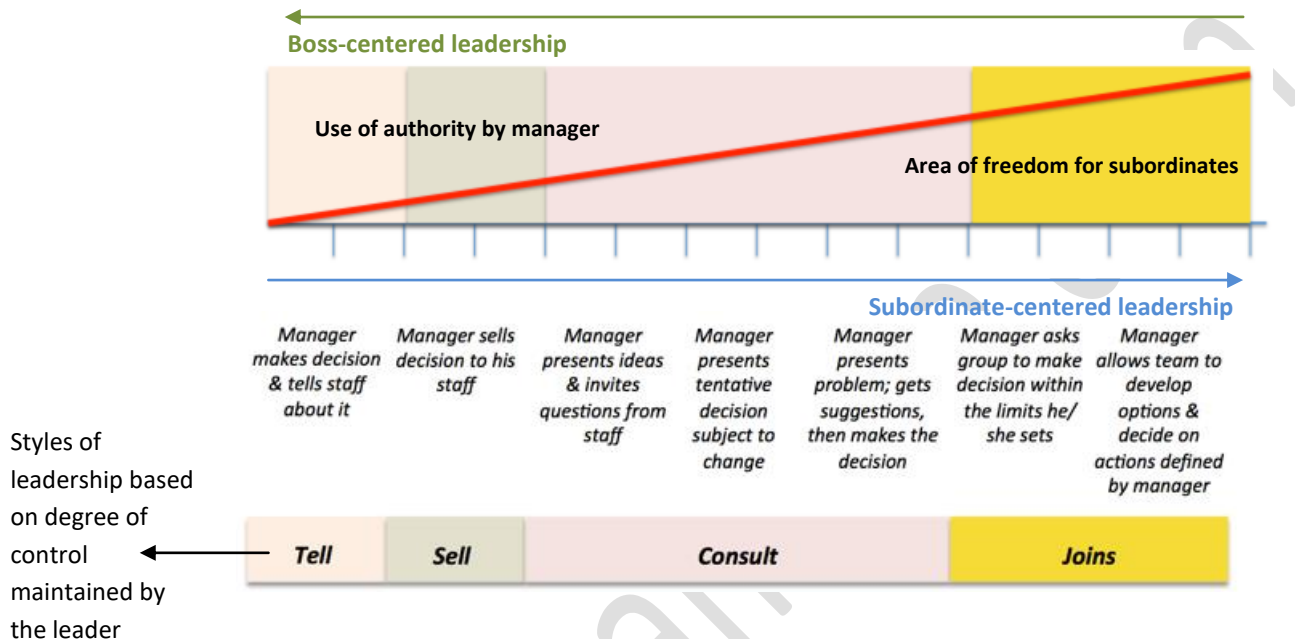 Boss-centered leadership
Use of authority by manager
Area of freedom for subordinates
Subordinate-centered leadership
Manager
makes decision
& tells staff
about it
Manager sells
decision to his
staff
Manager
presents ideas
& invites
questions from
staff
Manager
presents
tentative
decision
subject to
change
Manager
presents
problem; gets
suggestions,
then makes the
decision
Manager asks
group to make
decision within
the limits he/
she sets
Manager
allows team to
develop
options &
decide on
actions defined
by manager
Styles of
leadership based
on degree of
control
maintained by
the leader
Tell
Sell
Consult
Joins